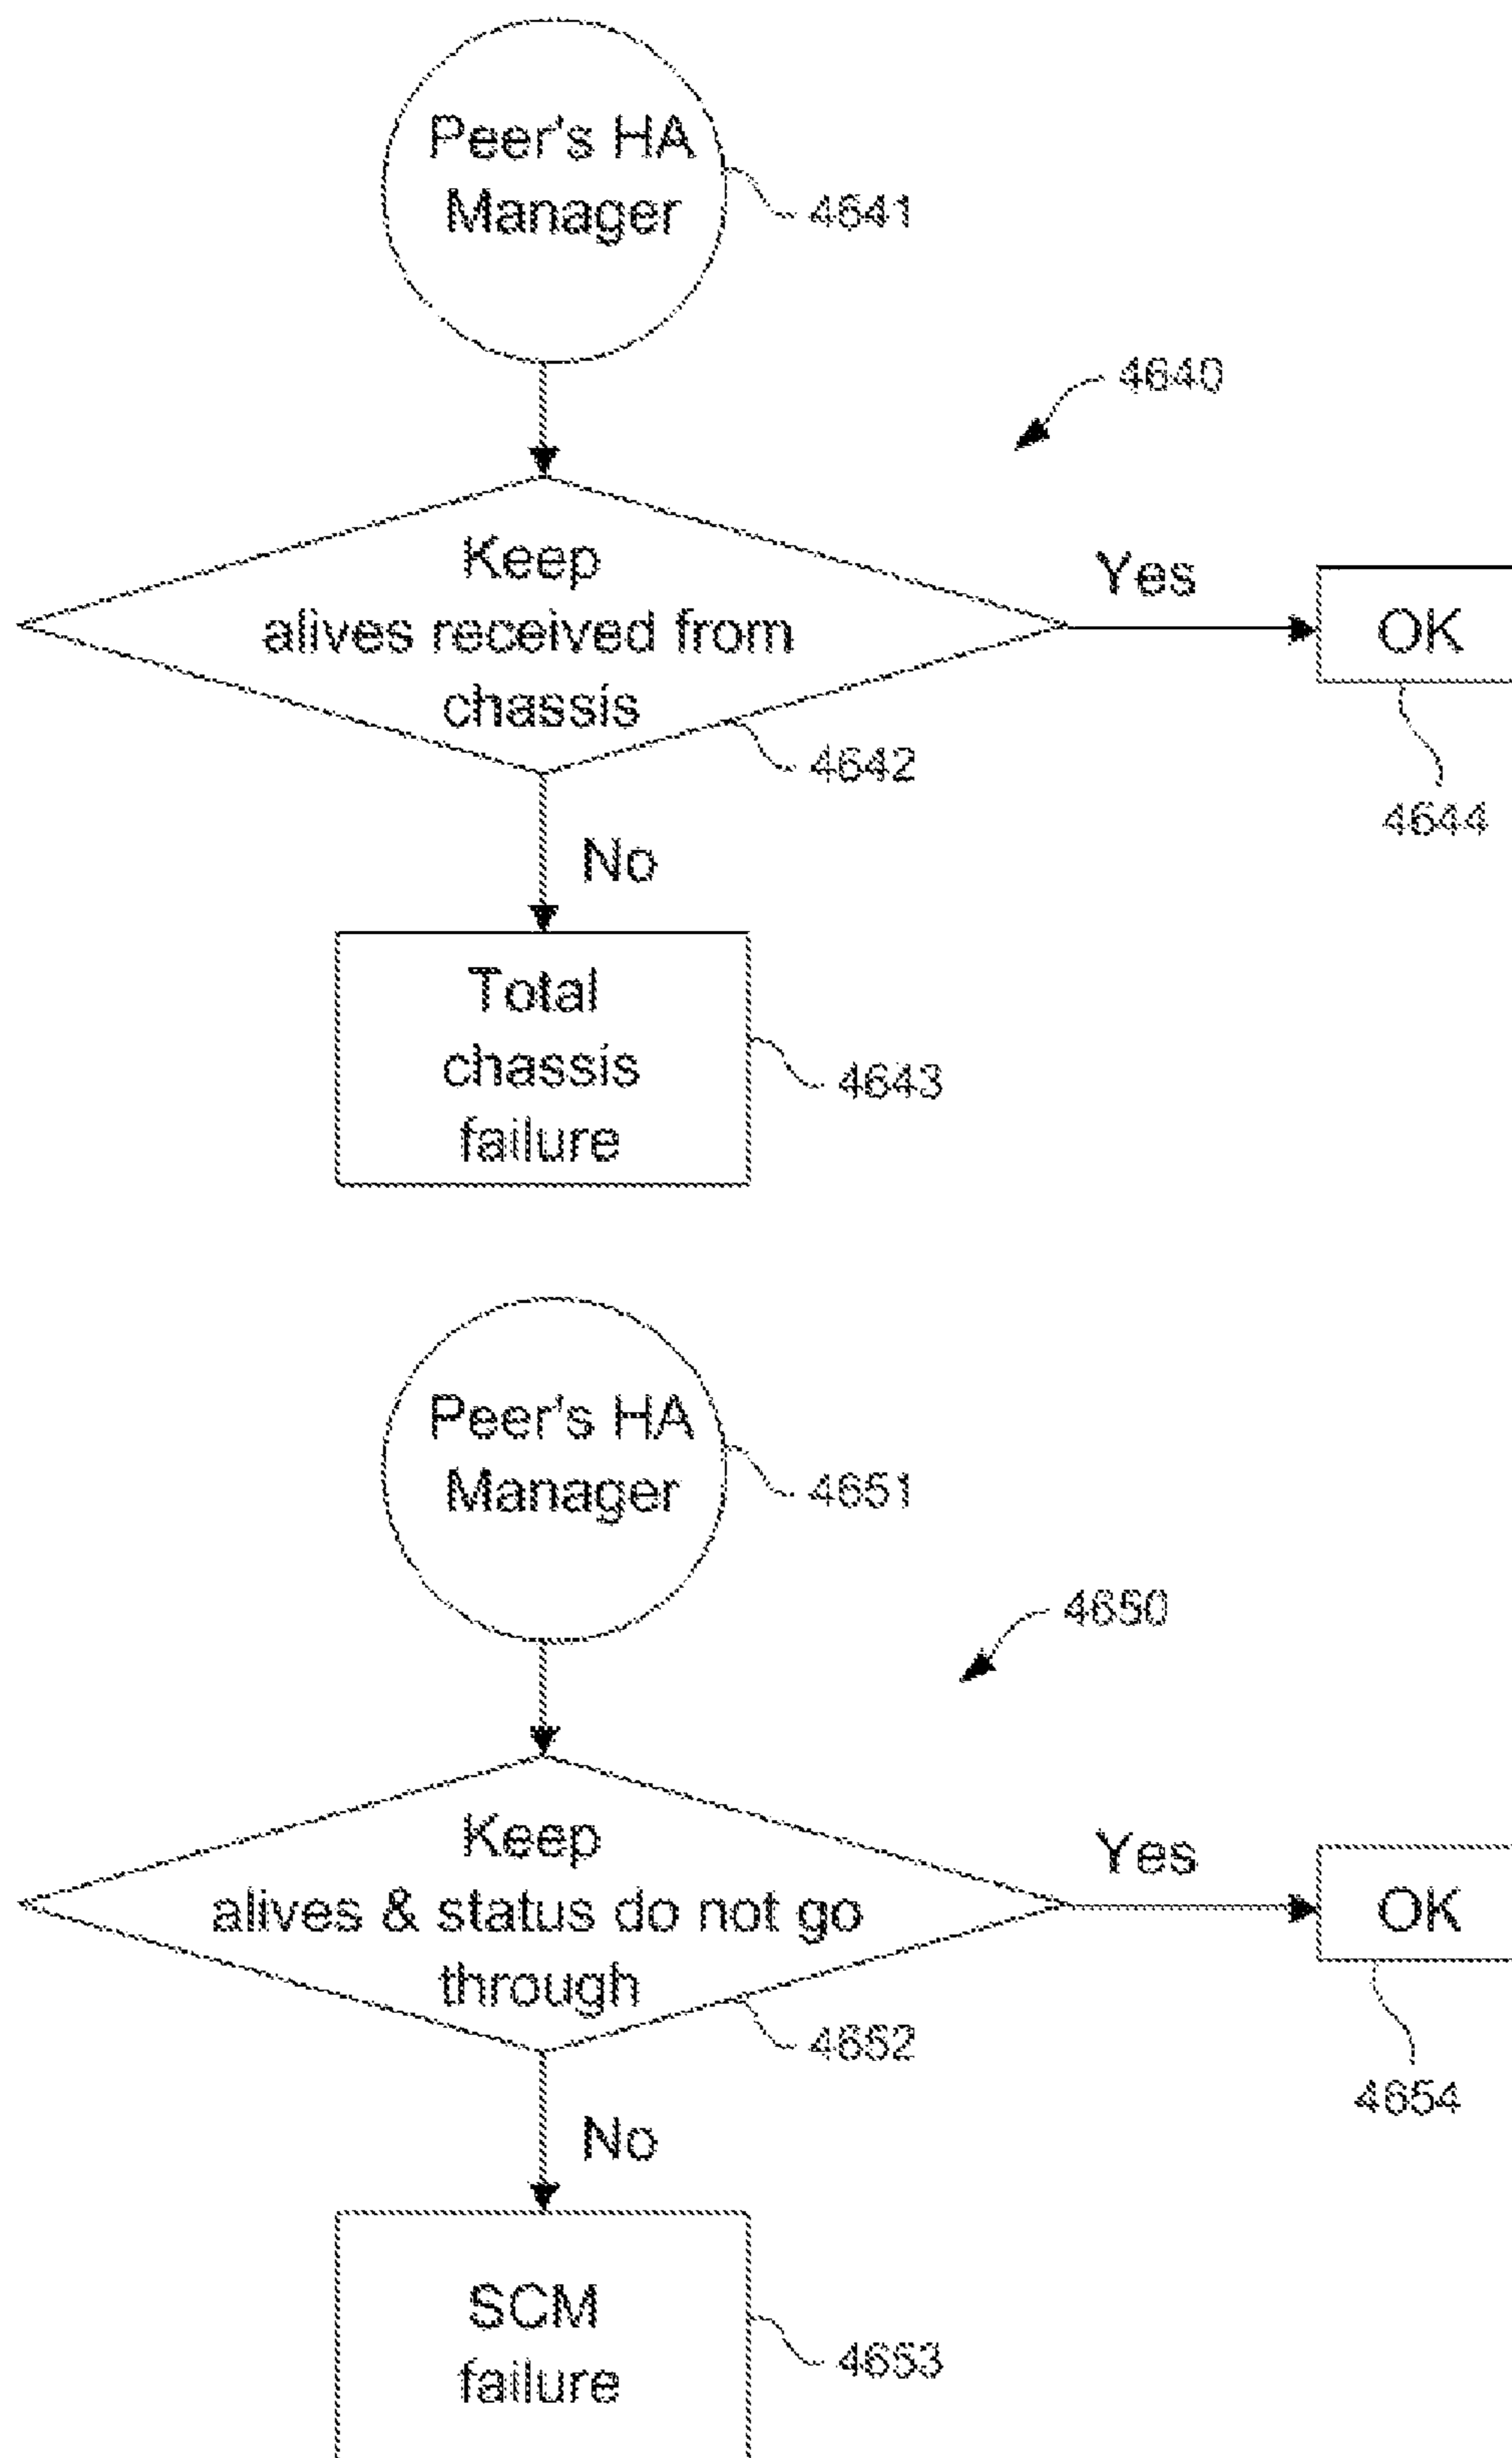 Peer's HA
Manager
4641
4640
Keep
alives received from
chassis
4642
Yes
OK
4644
No
Total
chassis
failure
4643
Peer's HA
Manager
4651
4650
Keep
alives & status do not go
through
4652
Yes
OK
4654
No
SCM
failure
4653